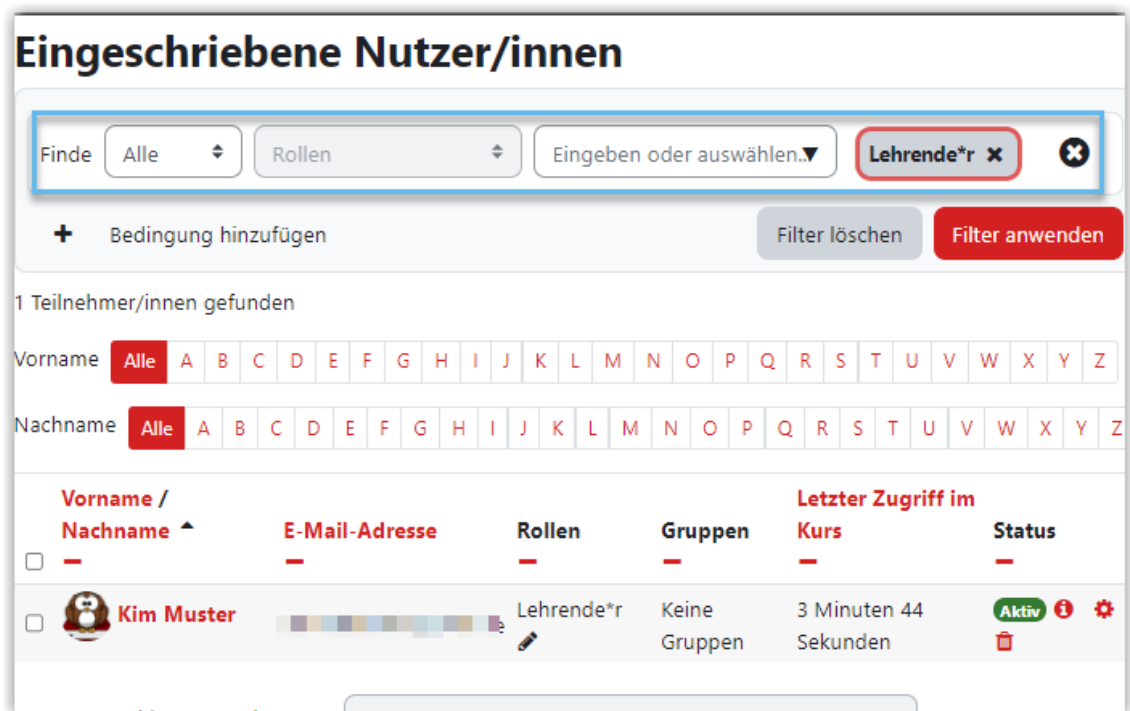 Eingeschriebene Nutzer/innen
Finde Alle Rollen Eingeben oder auswählen.. Lehrende*r
Bedingung hinzufügen Filter löschen Filter anwenden
1 Teilnehmer/innen gefunden
Vorname Alle A B C D E F G H I J K L M N O P Q R S T U V W X Y Z
Nachname Alle A B C D E F G H I J K L M N O P Q R S T U V W X Y Z
Vorname / Letzter Zugriff im
Nachname E-Mail-Adresse Rollen Gruppen Kurs Status
Kim Muster Lehrende*r Keine 3 Minuten 44 Aktiv
Gruppen Sekunden